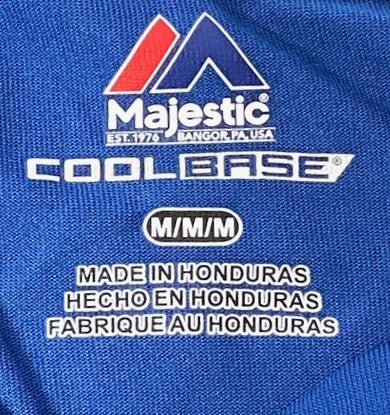 Majestic®
EST. 1976 BANGOR, PA. USA
COOLBASE®
M/M/M
MADE IN HONDURAS
HECHO EN HONDURAS
FABRIQUE AU HONDURAS